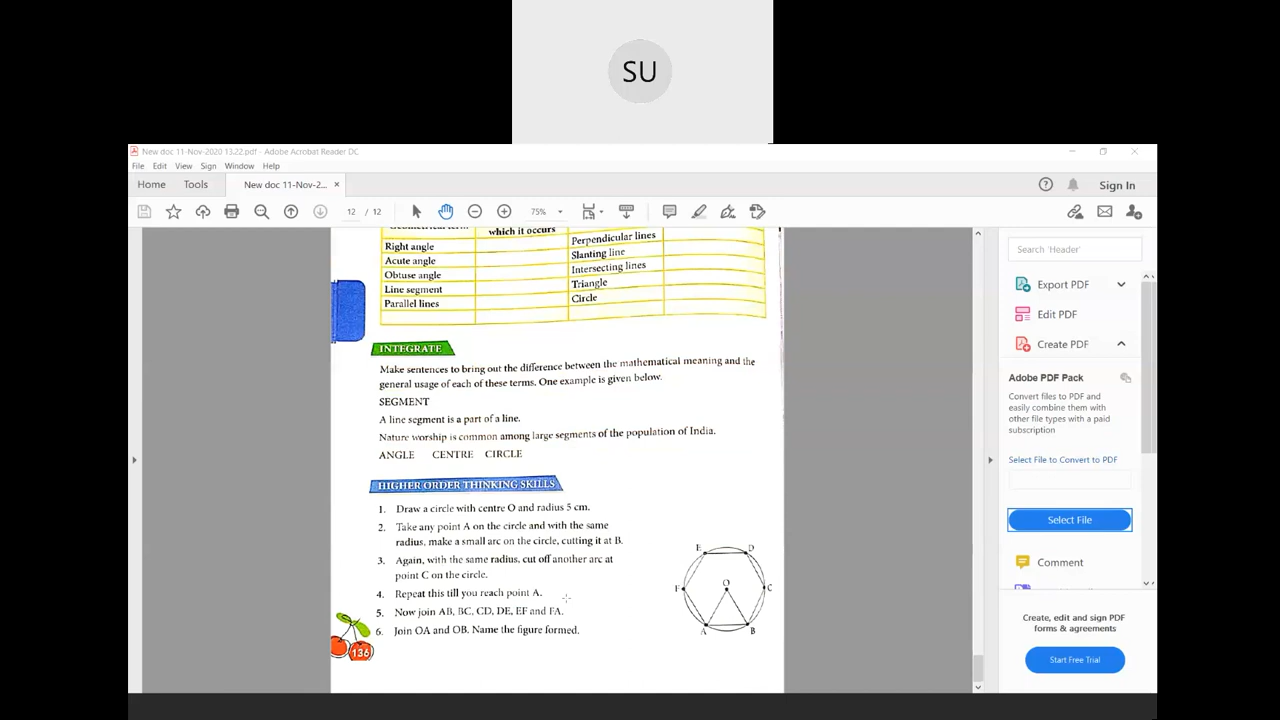 SU
New doc 11-Nov-2020 13.22.pdf - Adobe Acrobat Reader DC
File Edit View Sign Window Help
Home Tools New doc 11-Nov-2... × Sign In
12 / 12 75%
which it occurs
Right angle Perpendicular lines
Acute angle Slanting line
Obtuse angle Intersecting lines
Line segment Triangle
Parallel lines Circle
INTEGRATE
Make sentences to bring out the difference between the mathematical meaning and the
general usage of each of these terms. One example is given below.
SEGMENT
A line segment is a part of a line.
Nature worship is common among large segments of the population of India.
ANGLE CENTRE CIRCLE
HIGHER ORDER THINKING SKILLS
1. Draw a circle with centre O and radius 5 cm.
2. Take any point A on the circle and with the same
radius, make a small arc on the circle, cutting it at B.
3. Again, with the same radius, cut off another arc at
point C on the circle.
4. Repeat this till you reach point A.
5. Now join AB, BC, CD, DE, EF and FA.
6. Join OA and OB. Name the figure formed.
136
E D
F O C
A B
Search 'Header'
Export PDF
Edit PDF
Create PDF
Adobe PDF Pack
Convert files to PDF and
easily combine them with
other file types with a paid
subscription
Select File to Convert to PDF
Select File
Comment
Create, edit and sign PDF
forms & agreements
Start Free Trial